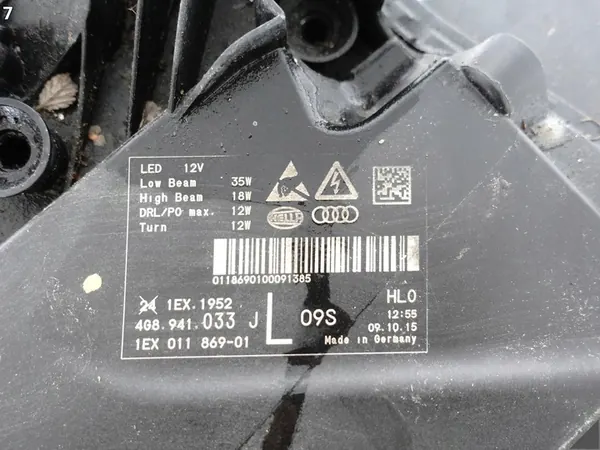 7
LED 12V
Low Beam 35W
High Beam 18W
DRL/PO max. 12W
Turn 12W
HELLA
0118690100091385
24 1EX.1952
4G8.941.033 J
1EX 011 869-01
L
09S
HL0
12:55
09.10.15
Made in Germany